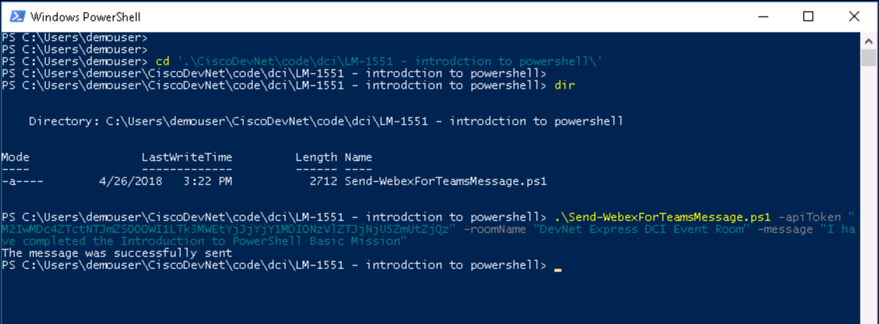 Windows PowerShell
PS C:\Users\demouser>
PS C:\Users\demouser>
PS C:\Users\demouser> cd '.\CiscoDevNet\code\dci\LM-1551 - introdction to powershell\'
PS C:\Users\demouser\CiscoDevNet\code\dci\LM-1551 - introdction to powershell>
PS C:\Users\demouser\CiscoDevNet\code\dci\LM-1551 - introdction to powershell> dir
Directory: C:\Users\demouser\CiscoDevNet\code\dci\LM-1551 - introdction to powershell
Mode LastWriteTime Length Name
---- ------------- ------ ----
-a---- 4/26/2018 3:22 PM 2712 Send-WebexForTeamsMessage.ps1
PS C:\Users\demouser\CiscoDevNet\code\dci\LM-1551 - introdction to powershell> .\Send-WebexForTeamsMessage.ps1 -apiToken "
-roomName "DevNet Express DCI Event Room" -message "I ha
ve completed the Introduction to PowerShell Basic Mission"
The message was successfully sent
PS C:\Users\demouser\CiscoDevNet\code\dci\LM-1551 - introdction to powershell> _